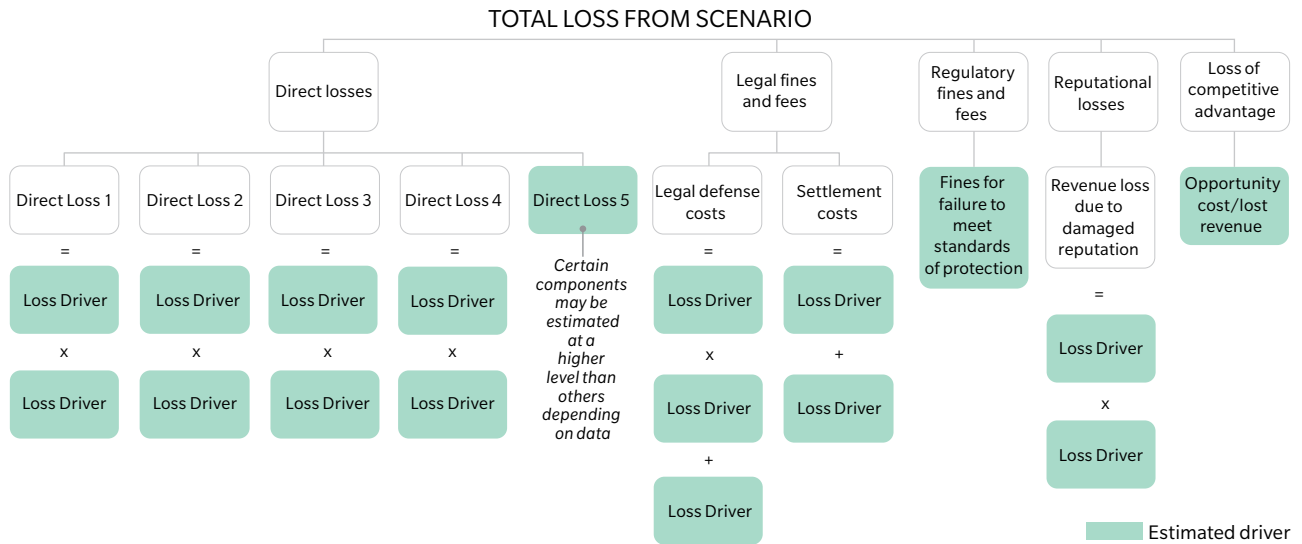 TOTAL LOSS FROM SCENARIO
Direct losses
Legal fines
and fees
Regulatory
fines and
fees
Reputational
losses
Loss of
competitive
advantage
Direct Loss 1
Direct Loss 2
Direct Loss 3
Direct Loss 4
Direct Loss 5
Legal defense
costs
Settlement
costs
Fines for
failure to
meet
standards
of protection
Revenue loss
due to
damaged
reputation
Opportunity
cost/lost
revenue
=
=
=
=
=
=
=
Loss Driver
Loss Driver
Loss Driver
Loss Driver
Certain
components
may be
estimated
at a
higher
level than
others
depending
on data
Loss Driver
Loss Driver
Loss Driver
x
x
x
x
x
+
x
Loss Driver
Loss Driver
Loss Driver
Loss Driver
Loss Driver
Loss Driver
Loss Driver
+
Loss Driver
Estimated driver